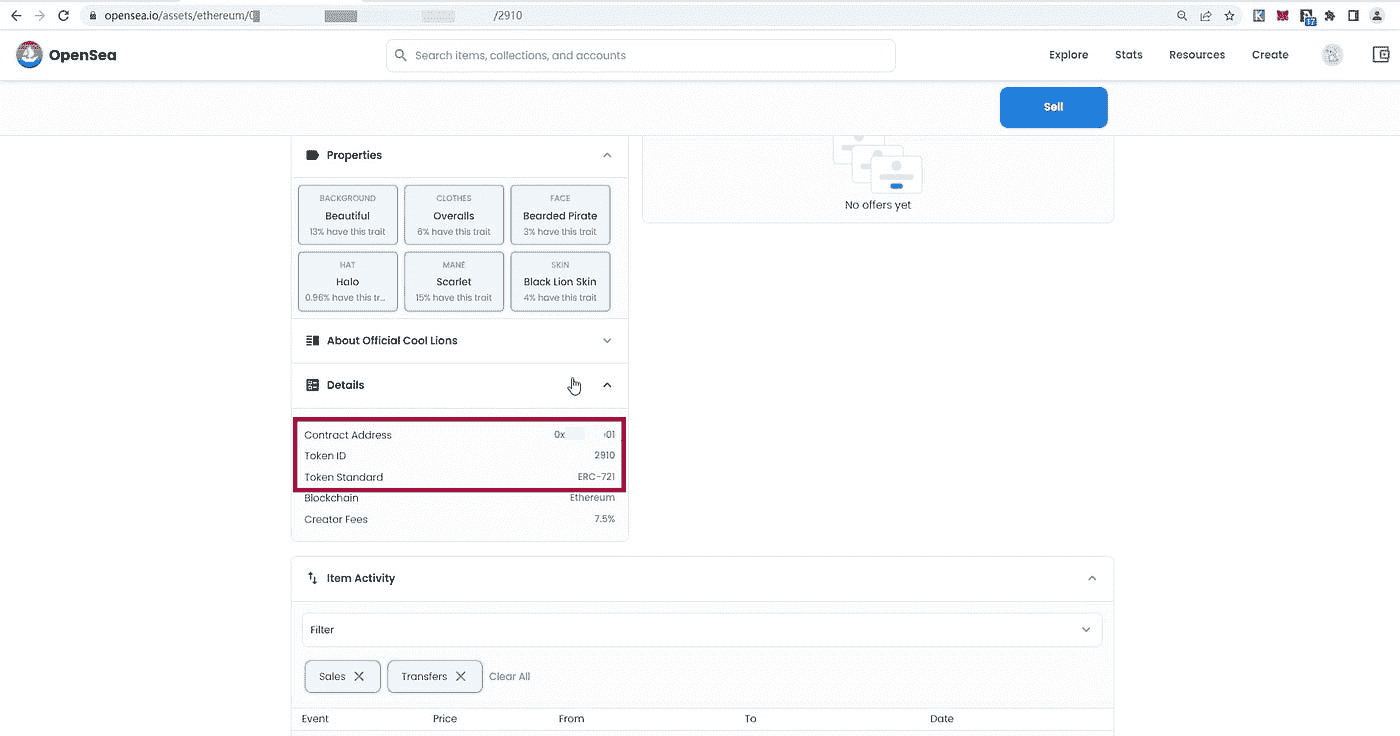 opensea.io/assets/ethereum/0 /2910
17
OpenSea
Search items, collections, and accounts
Explore Stats Resources Create
Sell
Properties
BACKGROUND CLOTHES FACE
Beautiful Overalls Bearded Pirate
13% have this trait 6% have this trait 3% have this trait
HAT MANE SKIN
Halo Scarlet Black Lion Skin
0.96% have this tr... 15% have this trait 4% have this trait
No offers yet
About Official Cool Lions
Details
Contract Address 0x 01
Token ID 2910
Token Standard ERC-721
Blockchain Ethereum
Creator Fees 7.5%
Item Activity
Filter
Sales Transfers Clear All
Event Price From To Date